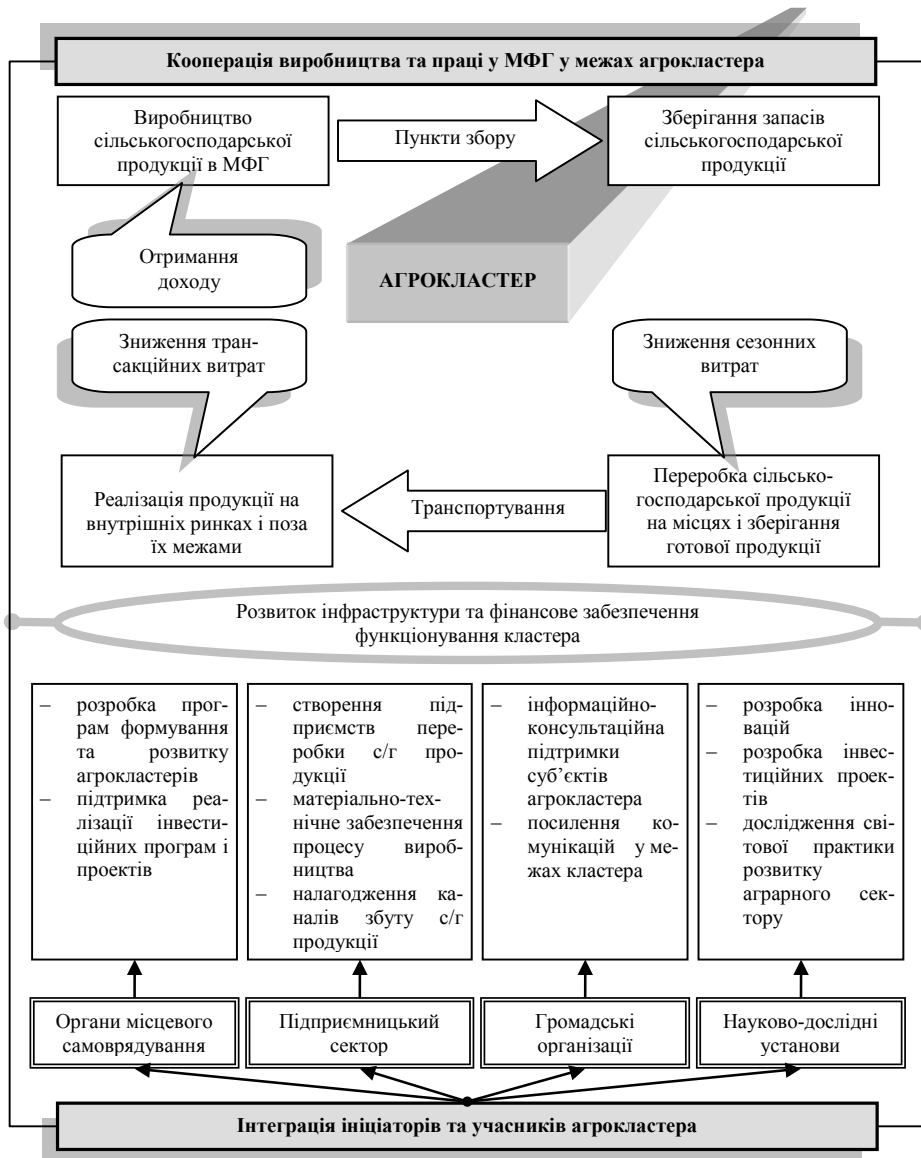 Кооперація виробництва та праці у МФГ у межах агрокластера
Виробництво
сільськогосподарської
продукції в МФГ
Пункти збору
Зберігання запасів
сільськогосподарської
продукції
Отримання
доходу
АГРОКЛАСТЕР
Зниження тран-
сакційних витрат
Зниження сезонних
витрат
Реалізація продукції на
внутрішніх ринках і поза
їх межами
Транспортування
Переробка сільсько-
господарської продукції
на місцях і зберігання
готової продукції
Розвиток інфраструктури та фінансове забезпечення
функціонування кластера
– розробка прог-
рам формування
та розвитку
агрокластерів
– підтримка реа-
лізації інвести-
ційних програм і
проектів
– створення під-
приємств пере-
робки с/г про-
дукції
– матеріально-тех-
нічне забезпечення
процесу вироб-
ництва
– налагодження ка-
налів збуту с/г
продукції
– інформаційно-
консультаційна
підтримки
суб’єктів
агрокластера
– посилення ко-
мунікацій у ме-
жах кластера
– розробка інно-
вацій
– розробка інвес-
тиційних проек-
тів
– дослідження сві-
тової практики
розвитку
аграрного сек-
тору
Органи місцевого
самоврядування
Підприємницький
сектор
Громадські
організації
Науково-дослідні
установи
Інтеграція ініціаторів та учасників агрокластера